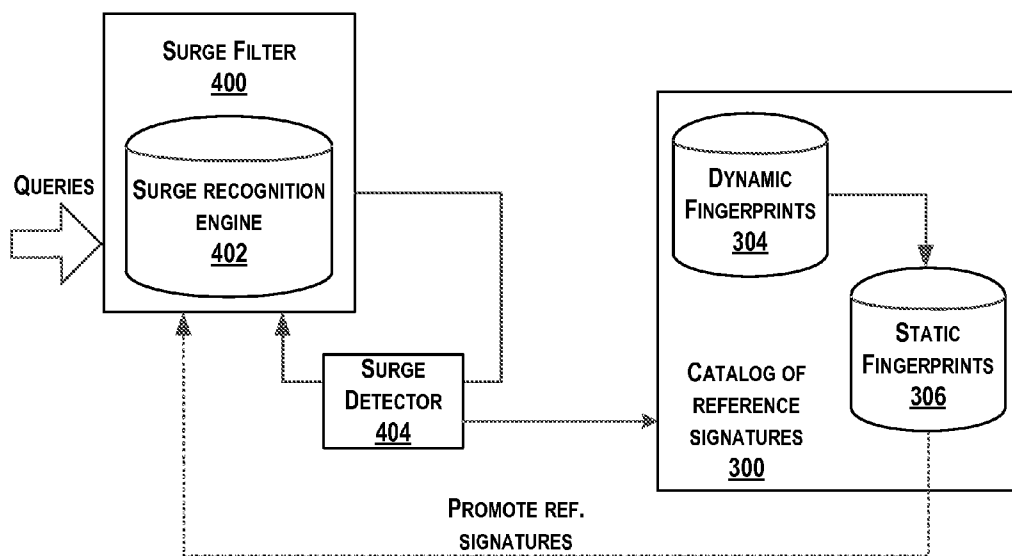 SURGE FILTER
400
QUERIES
SURGE RECOGNITION
ENGINE
402
SURGE
DETECTOR
404
DYNAMIC
FINGERPRINTS
304
STATIC
FINGERPRINTS
306
CATALOG OF
REFERENCE
SIGNATURES
300
PROMOTE REF.
SIGNATURES